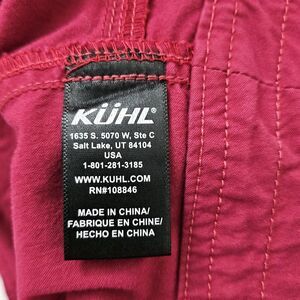 KÜHL
1635 S. 5070 W, Ste C
Salt Lake, UT 84104
USA
1-801-281-3185
WWW.KUHL.COM
RN#108846
MADE IN CHINA/
FABRIQUE EN CHINE/
HECHO EN CHINA